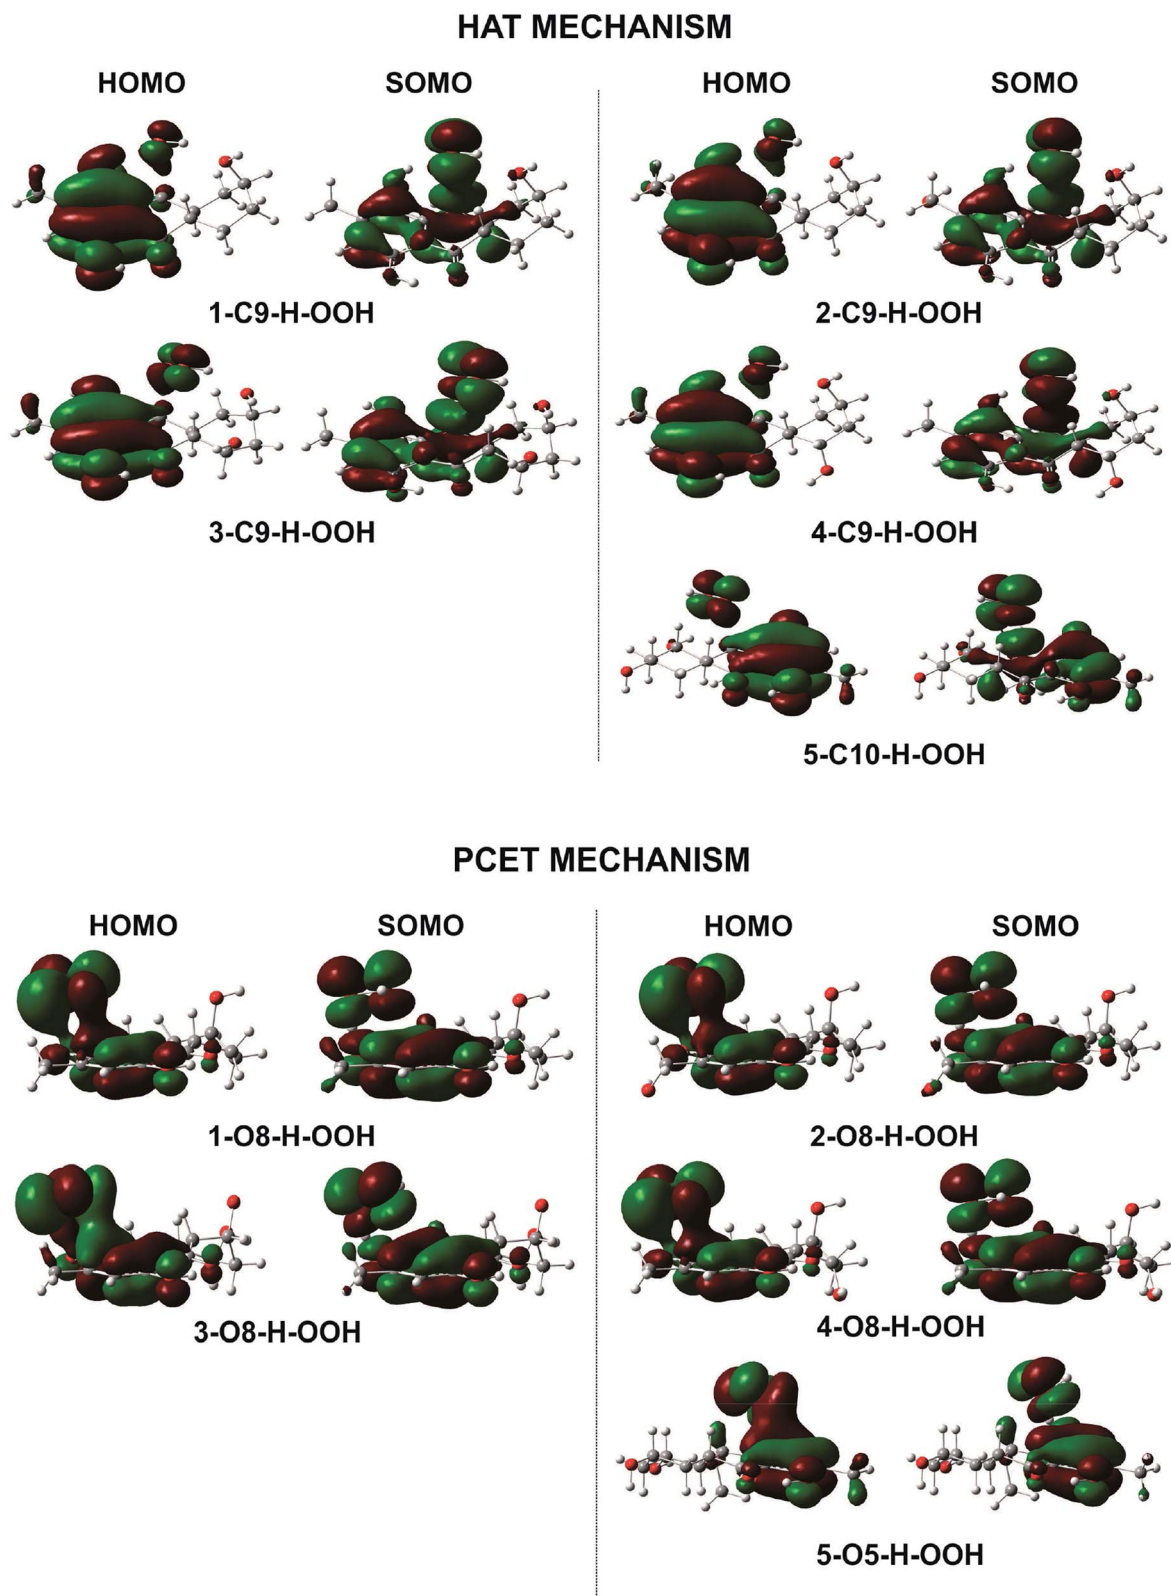 HAT MECHANISM
HOMO SOMO HOMO SOMO
1-C9-H-OOH 2-C9-H-OOH
3-C9-H-OOH 4-C9-H-OOH
5-C10-H-OOH
PCET MECHANISM
HOMO SOMO HOMO SOMO
1-O8-H-OOH 2-O8-H-OOH
3-O8-H-OOH 4-O8-H-OOH
5-O5-H-OOH